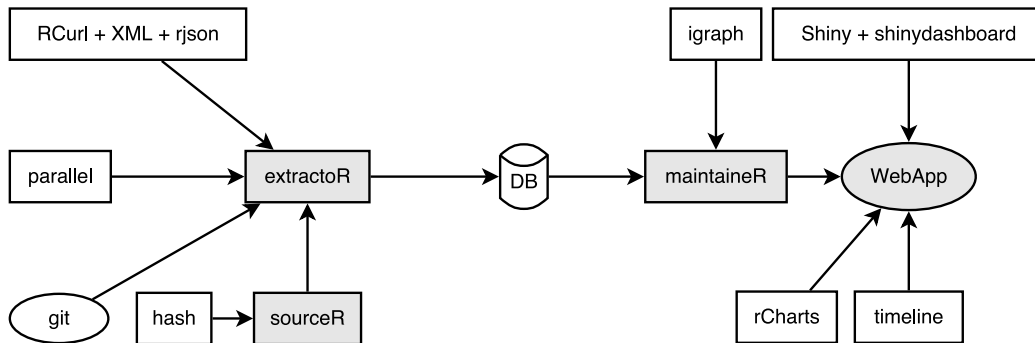 RCurl + XML + rjson
igraph
Shiny + shinydashboard
parallel
extractoR
DB
maintaineR
WebApp
git
hash
sourceR
rCharts
timeline